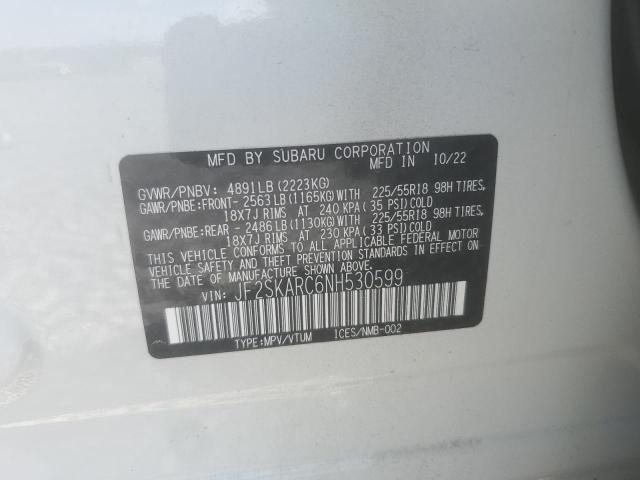 MFD BY SUBARU CORPORATION
MFD IN 10/22
GVWR/PNBV: 4891LB (2223KG)
GAWR/PNBE:FRONT- 2563 LB (1165KG) WITH 225/55R18 98H TIRES,
18X7J RIMS AT 240 KPA ( 35 PSI) COLD
GAWR/PNBE:REAR - 2486 LB (1130KG) WITH 225/55R18 98H TIRES,
18X7J RIMS AT 230 KPA ( 33 PSI) COLD
THIS VEHICLE CONFORMS TO ALL APPLICABLE FEDERAL MOTOR
VEHICLE SAFETY AND THEFT PREVENTION STANDARDS IN EFFECT
ON THE DATE OF MANUFACTURE SHOWN ABOVE.
VIN: JF2SKARC6NH530599
TYPE:MPV/VTUM ICES/NMB-002